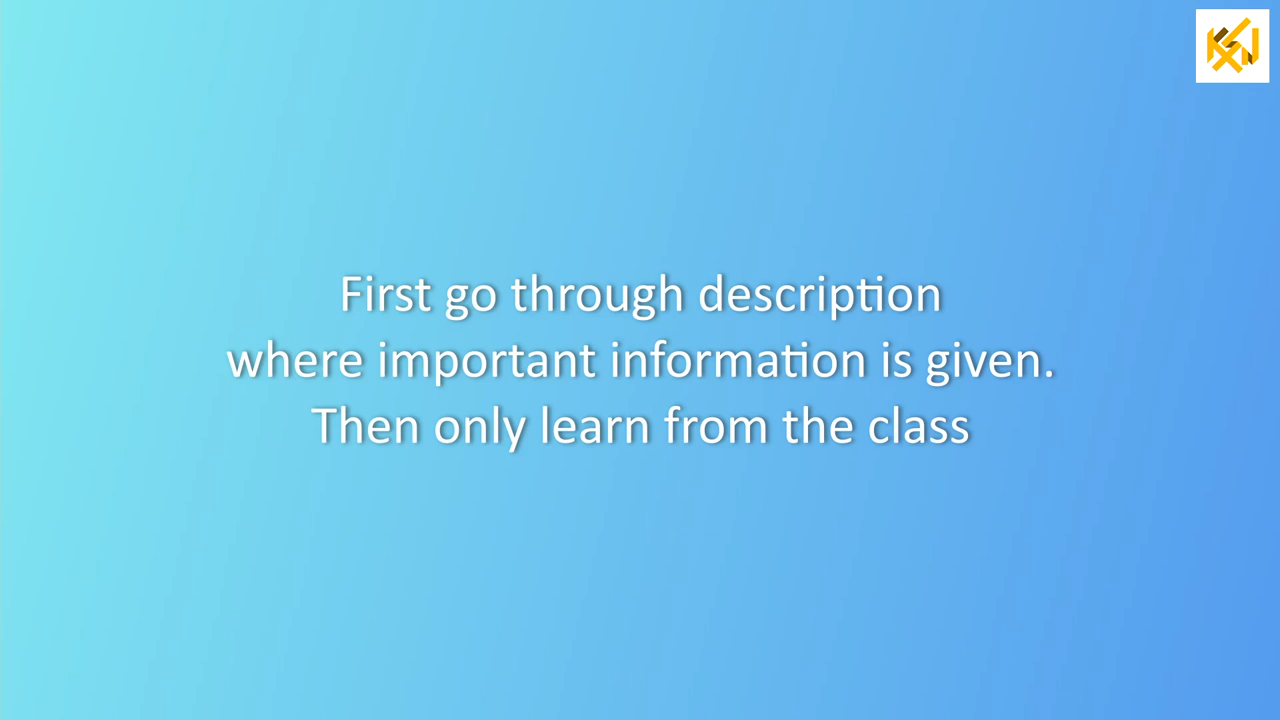 First go through description
where important information is given.
Then only learn from the class